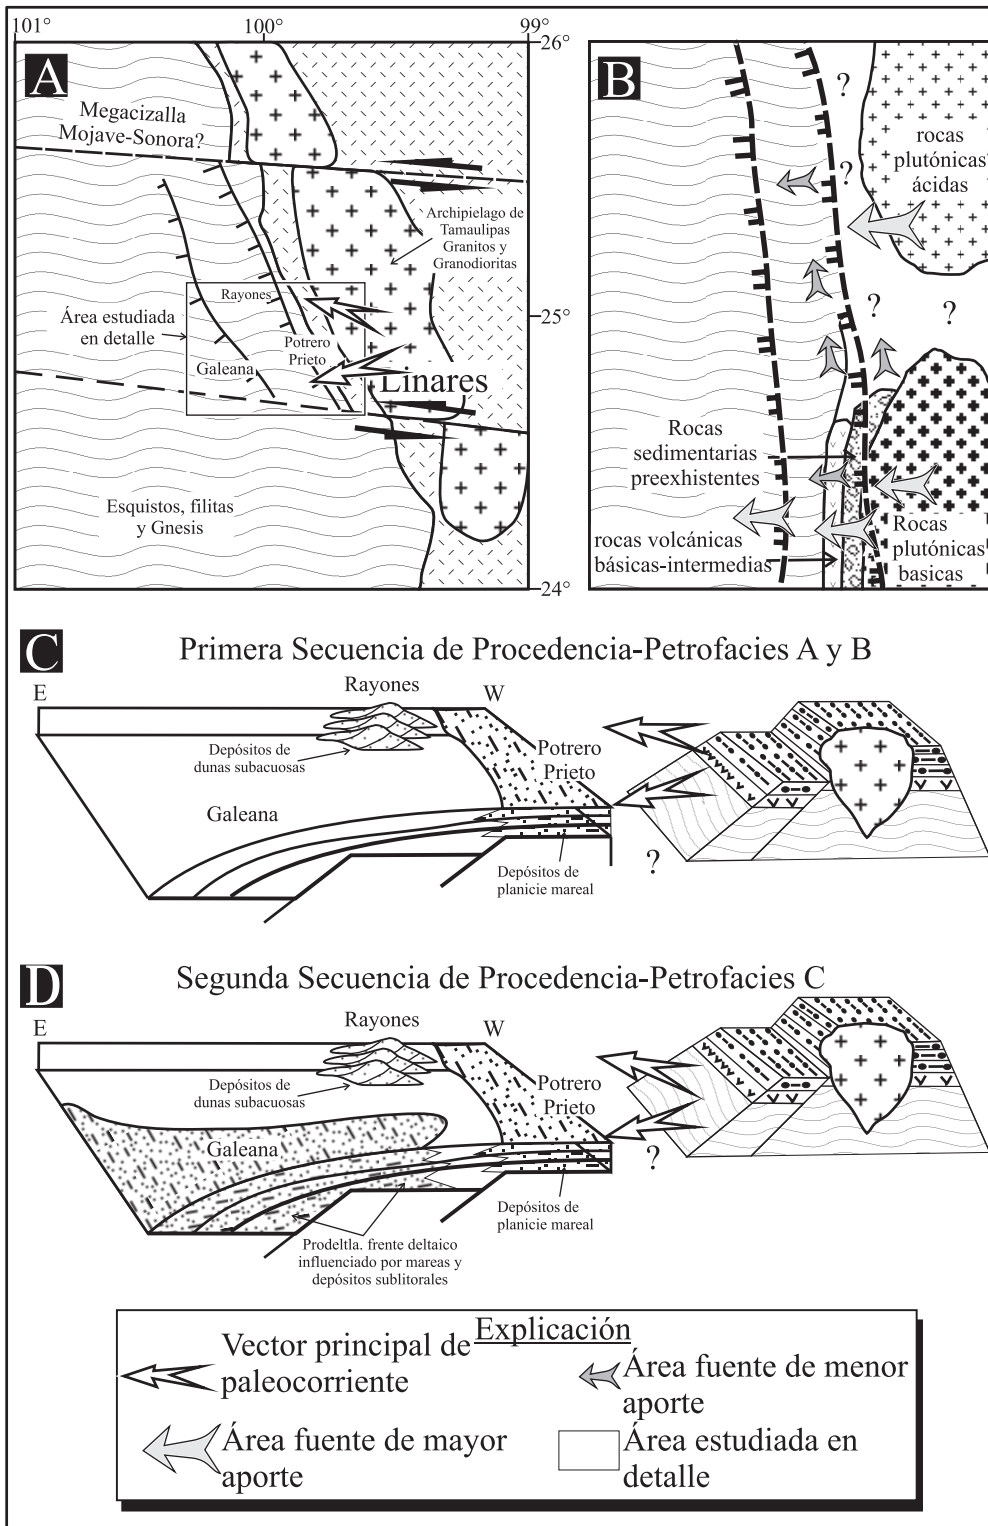 101°
100°
99°
26°
A
Megacizalla
Mojave-Sonora?
Archipielago de
Tamaulipas
Granitos y
Granodioritas
Rayones
Área estudiada
en detalle
25°
Potrero
Prieto
Galeana
Linares
Esquistos, filitas
y Gnesis
24°
B
?
rocas
plutónicas
ácidas
?
?
?
Rocas
sedimentarias
preexhistentes
rocas volcánicas
básicas-intermedias
Rocas
plutónicas
basicas
C
Primera Secuencia de Procedencia-Petrofacies A y B
E
Rayones
W
Depósitos de
dunas subacuosas
Potrero
Prieto
Galeana
Depósitos de
planicie mareal
?
D
Segunda Secuencia de Procedencia-Petrofacies C
E
Rayones
W
Depósitos de
dunas subacuosas
Potrero
Prieto
Galeana
?
Depósitos de
planicie mareal
Prodeltla. frente deltaico
influenciado por mareas y
depósitos sublitorales
Explicación
Vector principal de
paleocorriente
Área fuente de menor
aporte
Área fuente de mayor
aporte
Área estudiada en
detalle